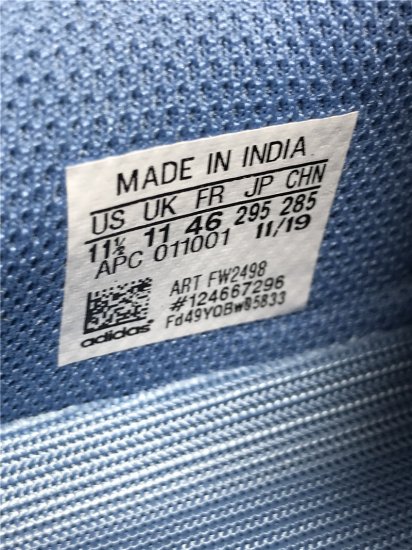 MADE IN INDIA
US UK FR JP CHN
11½ 11 46 295 285
APC 011001 11/19
ART FW2498
#124667296
Fd49YQBw85833
adidas